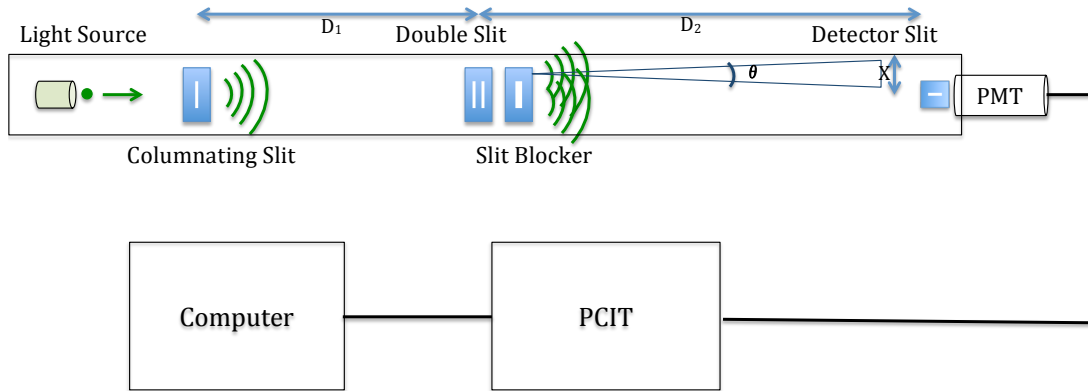 D₁
D₂
Light Source
Double Slit
Detector Slit
θ
X
PMT
Columnating Slit
Slit Blocker
Computer
PCIT